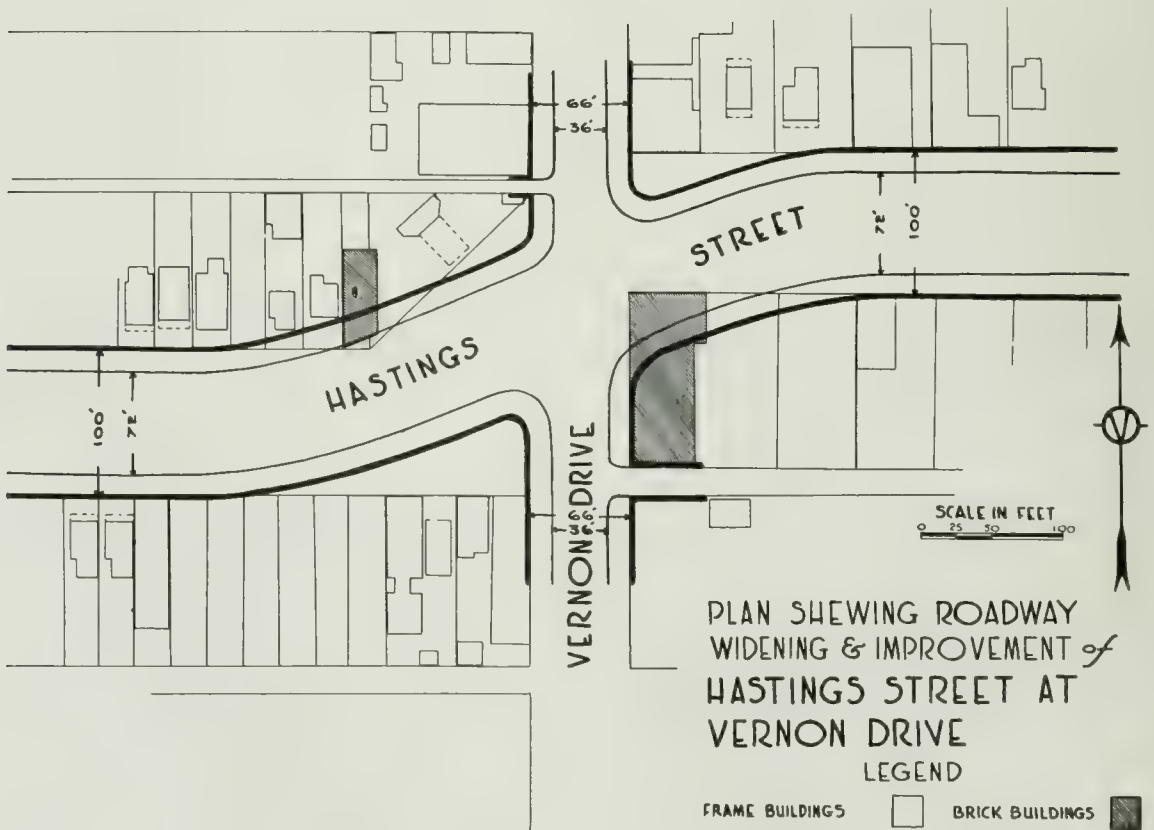 66'
36'
STREET
72'
100'
HASTINGS
100'
72'
VERNON DRIVE
66'
36'
SCALE IN FEET
0 25 50 100
PLAN SHEWING ROADWAY
WIDENING & IMPROVEMENT of
HASTINGS STREET AT
VERNON DRIVE
LEGEND
FRAME BUILDINGS BRICK BUILDINGS